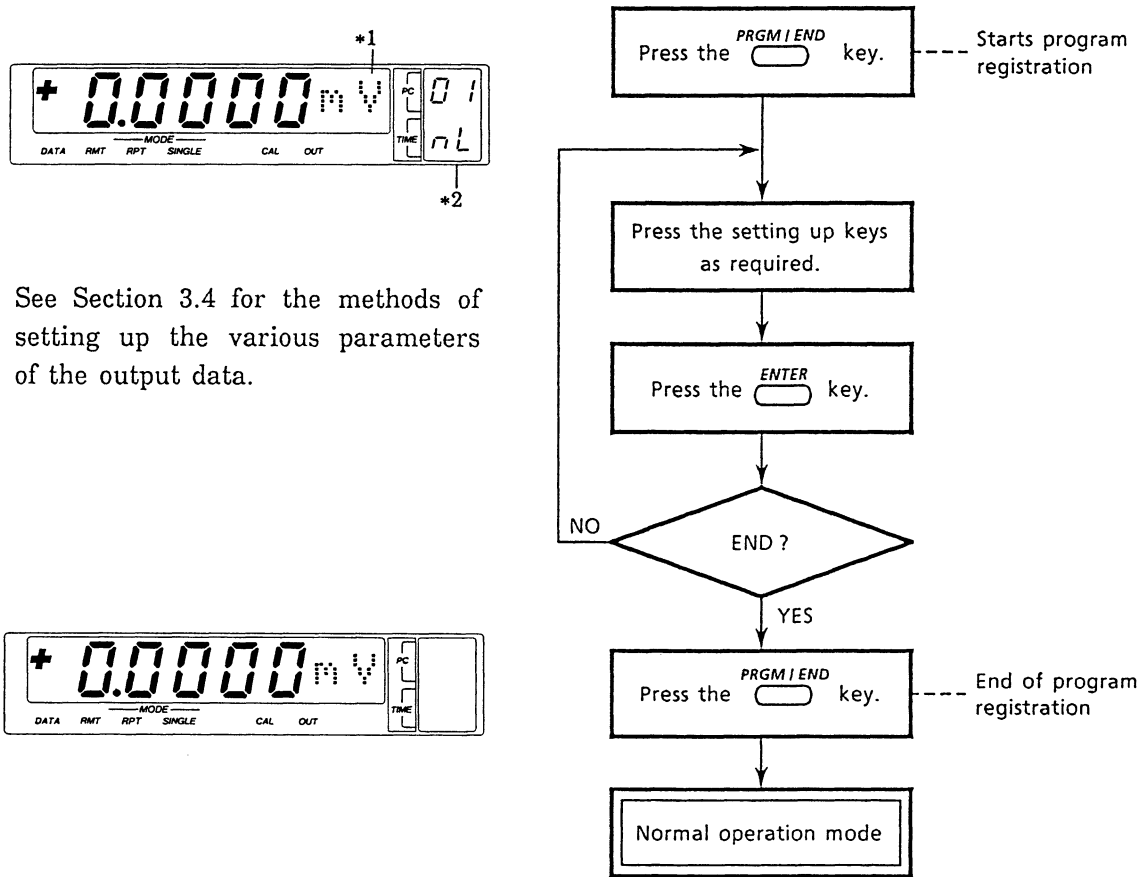 *1
+ 0.0000 mV
PC
01
MODE
TIME
nL
DATA RMT RPT SINGLE CAL OUT
*2
See Section 3.4 for the methods of
setting up the various parameters
of the output data.
+ 0.0000 mV
PC
MODE
TIME
DATA RMT RPT SINGLE CAL OUT
PRGM / END
Press the key.
Starts program
registration
Press the setting up keys
as required.
ENTER
Press the key.
NO
END ?
YES
PRGM / END
Press the key.
End of program
registration
Normal operation mode